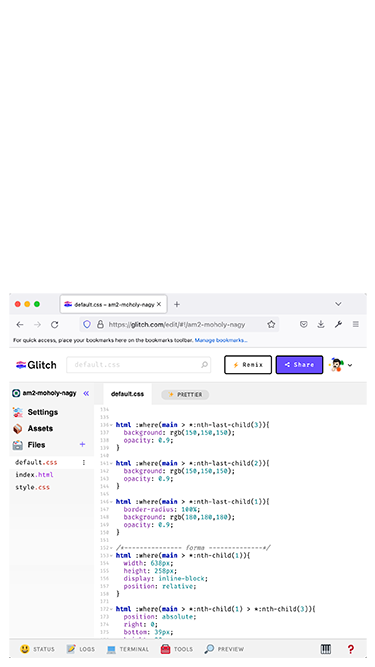 default.css – am2-moholy-nagy
https://glitch.com/edit/#!/am2-moholy-nagy
For quick access, place your bookmarks here on the bookmarks toolbar. Manage bookmarks...
Glitch
default.css
Remix
Share
am2-moholy-nagy
default.css
PRETTIER
Settings
Assets
Files
default.css
index.html
style.css
134
135
136 html :where(main > *:nth-last-child(3)){
137 background: rgb(150,150,150);
138 opacity: 0.9;
139 }
140
141 html :where(main > *:nth-last-child(2)){
142 background: rgb(150,150,150);
143 opacity: 0.9;
144 }
145
146 html :where(main > *:nth-last-child(1)){
147 border-radius: 100%;
148 background: rgb(180,180,180);
149 opacity: 0.9;
150 }
151
152 /*--------------- forma --------------*/
153 html :where(main > *:nth-child(1)){
154 width: 638px;
155 height: 258px;
156 display: inline-block;
157 position: relative;
158 }
159
160 html :where(main > *:nth-child(1) > *:nth-child(3)){
161 position: absolute;
162 right: 0;
163 bottom: 39px;
STATUS
LOGS
TERMINAL
TOOLS
PREVIEW